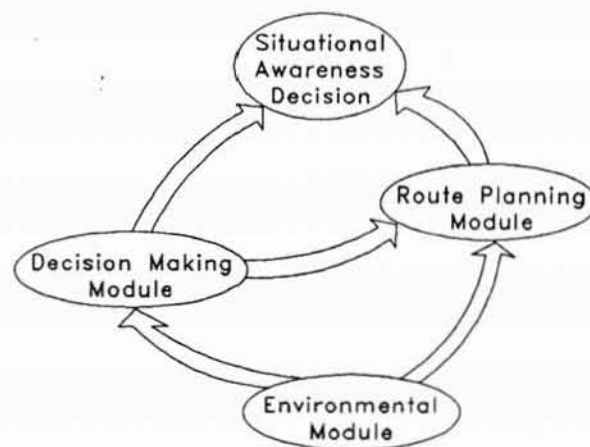 Situational
Awareness
Decision
Route Planning
Module
Decision Making
Module
Environmental
Module